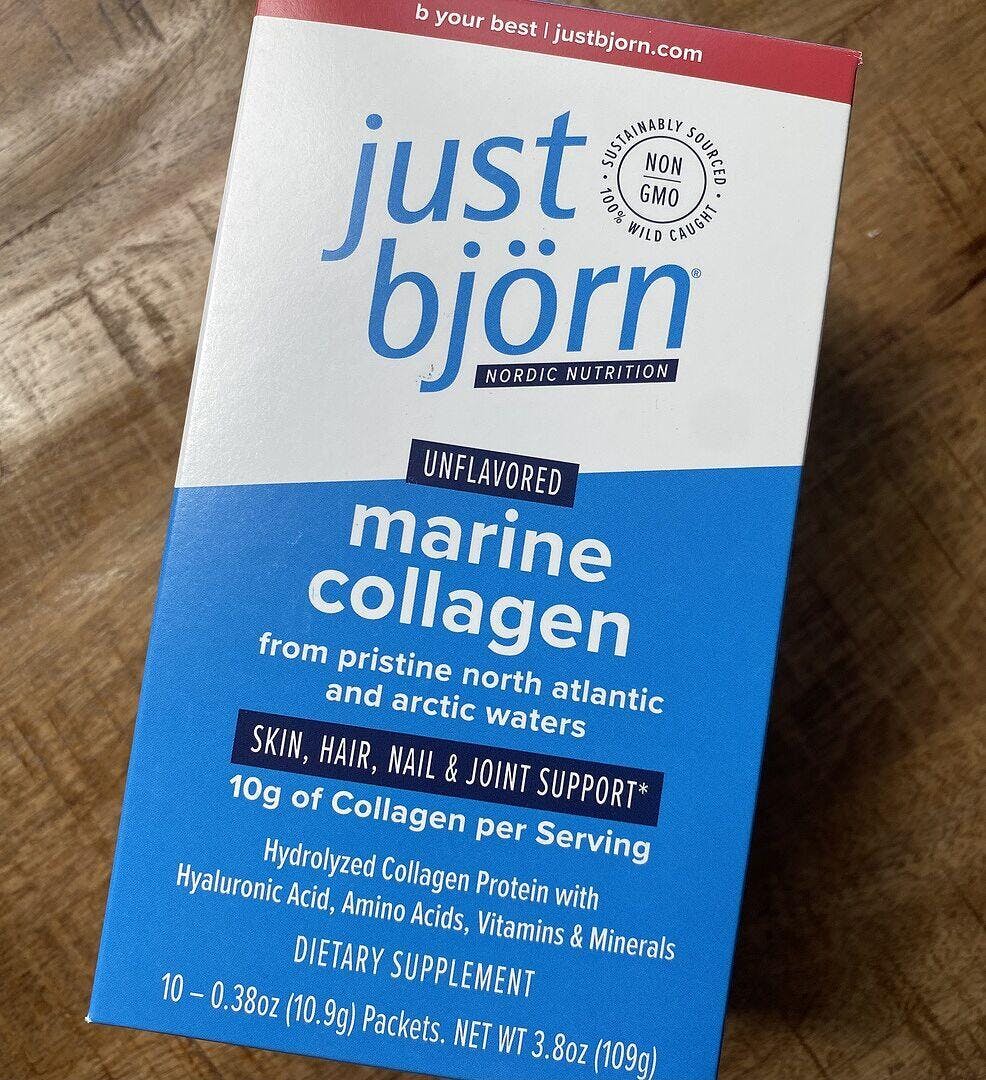 b your best | justbjorn.com
just
björn®
NORDIC NUTRITION
SUSTAINABLY SOURCED • 100% WILD CAUGHT •
NON
GMO
UNFLAVORED
marine
collagen
from pristine north atlantic
and arctic waters
SKIN, HAIR, NAIL & JOINT SUPPORT*
10g of Collagen per Serving
Hydrolyzed Collagen Protein with
Hyaluronic Acid, Amino Acids, Vitamins & Minerals
DIETARY SUPPLEMENT
10 – 0.38oz (10.9g) Packets. NET WT 3.8oz (109g)